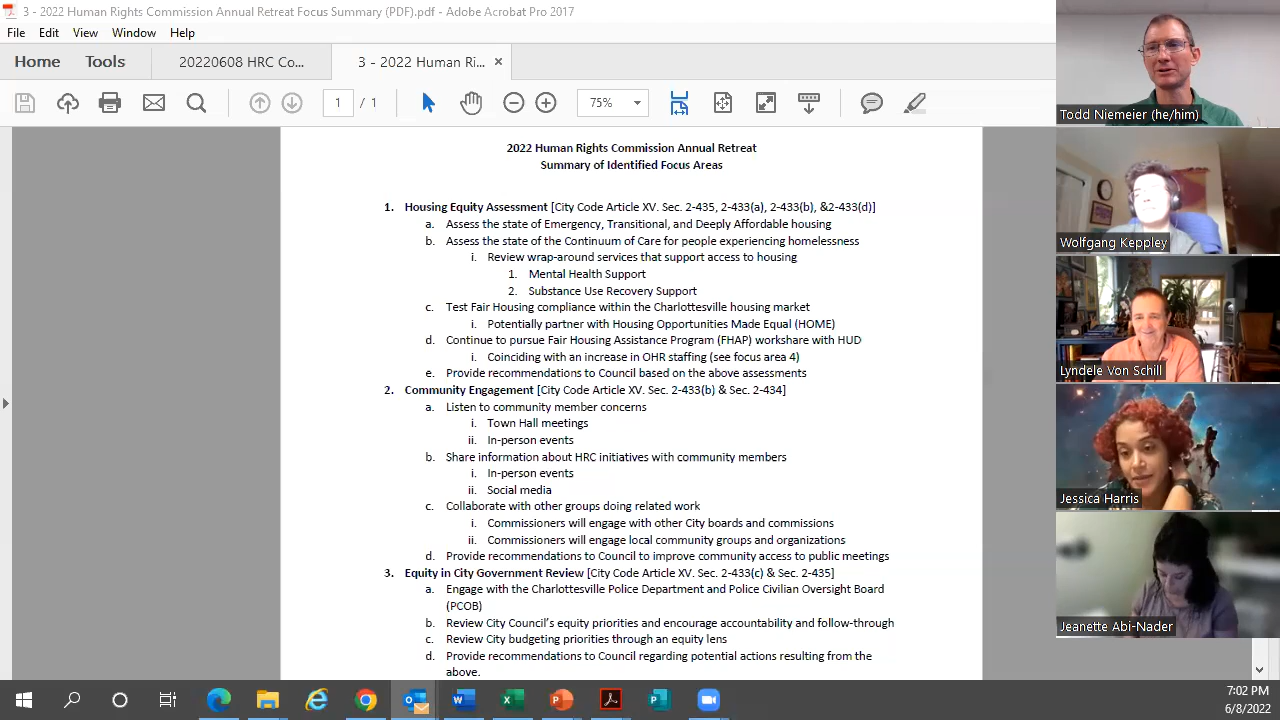 3 - 2022 Human Rights Commission Annual Retreat Focus Summary (PDF).pdf - Adobe Acrobat Pro 2017
File Edit View Window Help
Home Tools 20220608 HRC Co... 3 - 2022 Human Ri... ×
1 / 1 75%
2022 Human Rights Commission Annual Retreat
Summary of Identified Focus Areas
1. Housing Equity Assessment [City Code Article XV. Sec. 2-435, 2-433(a), 2-433(b), &2-433(d)]
a. Assess the state of Emergency, Transitional, and Deeply Affordable housing
b. Assess the state of the Continuum of Care for people experiencing homelessness
i. Review wrap-around services that support access to housing
1. Mental Health Support
2. Substance Use Recovery Support
c. Test Fair Housing compliance within the Charlottesville housing market
i. Potentially partner with Housing Opportunities Made Equal (HOME)
d. Continue to pursue Fair Housing Assistance Program (FHAP) workshare with HUD
i. Coinciding with an increase in OHR staffing (see focus area 4)
e. Provide recommendations to Council based on the above assessments
2. Community Engagement [City Code Article XV. Sec. 2-433(b) & Sec. 2-434]
a. Listen to community member concerns
i. Town Hall meetings
ii. In-person events
b. Share information about HRC initiatives with community members
i. In-person events
ii. Social media
c. Collaborate with other groups doing related work
i. Commissioners will engage with other City boards and commissions
ii. Commissioners will engage local community groups and organizations
d. Provide recommendations to Council to improve community access to public meetings
3. Equity in City Government Review [City Code Article XV. Sec. 2-433(c) & Sec. 2-435]
a. Engage with the Charlottesville Police Department and Police Civilian Oversight Board
(PCOB)
b. Review City Council's equity priorities and encourage accountability and follow-through
c. Review City budgeting priorities through an equity lens
d. Provide recommendations to Council regarding potential actions resulting from the
above.
Todd Niemeier (he/him)
Wolfgang Keppley
Lyndele Von Schill
Jessica Harris
Jeanette Abi-Nader
7:02 PM
6/8/2022